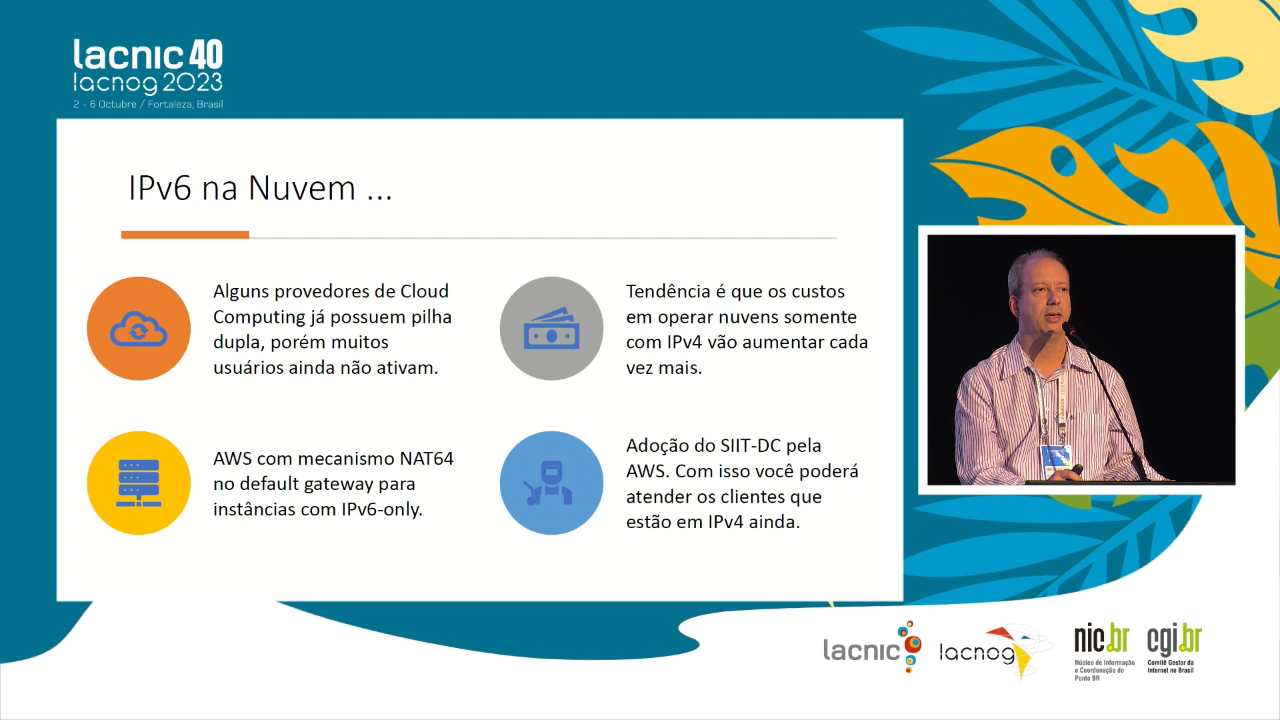 lacnic 40
lacnog 2023
2 - 6 Octubre / Fortaleza, Brasil
IPv6 na Nuvem ...
Alguns provedores de Cloud
Computing já possuem pilha
dupla, porém muitos
usuários ainda não ativam.
Tendência é que os custos
em operar nuvens somente
com IPv4 vão aumentar cada
vez mais.
AWS com mecanismo NAT64
no default gateway para
instâncias com IPv6-only.
Adoção do SIIT-DC pela
AWS. Com isso você poderá
atender os clientes que
estão em IPv4 ainda.
lacnic
lacnog
nic.br
Núcleo de Informação
e Coordenação do
Ponto BR
cgi.br
Comitê Gestor da
Internet no Brasil